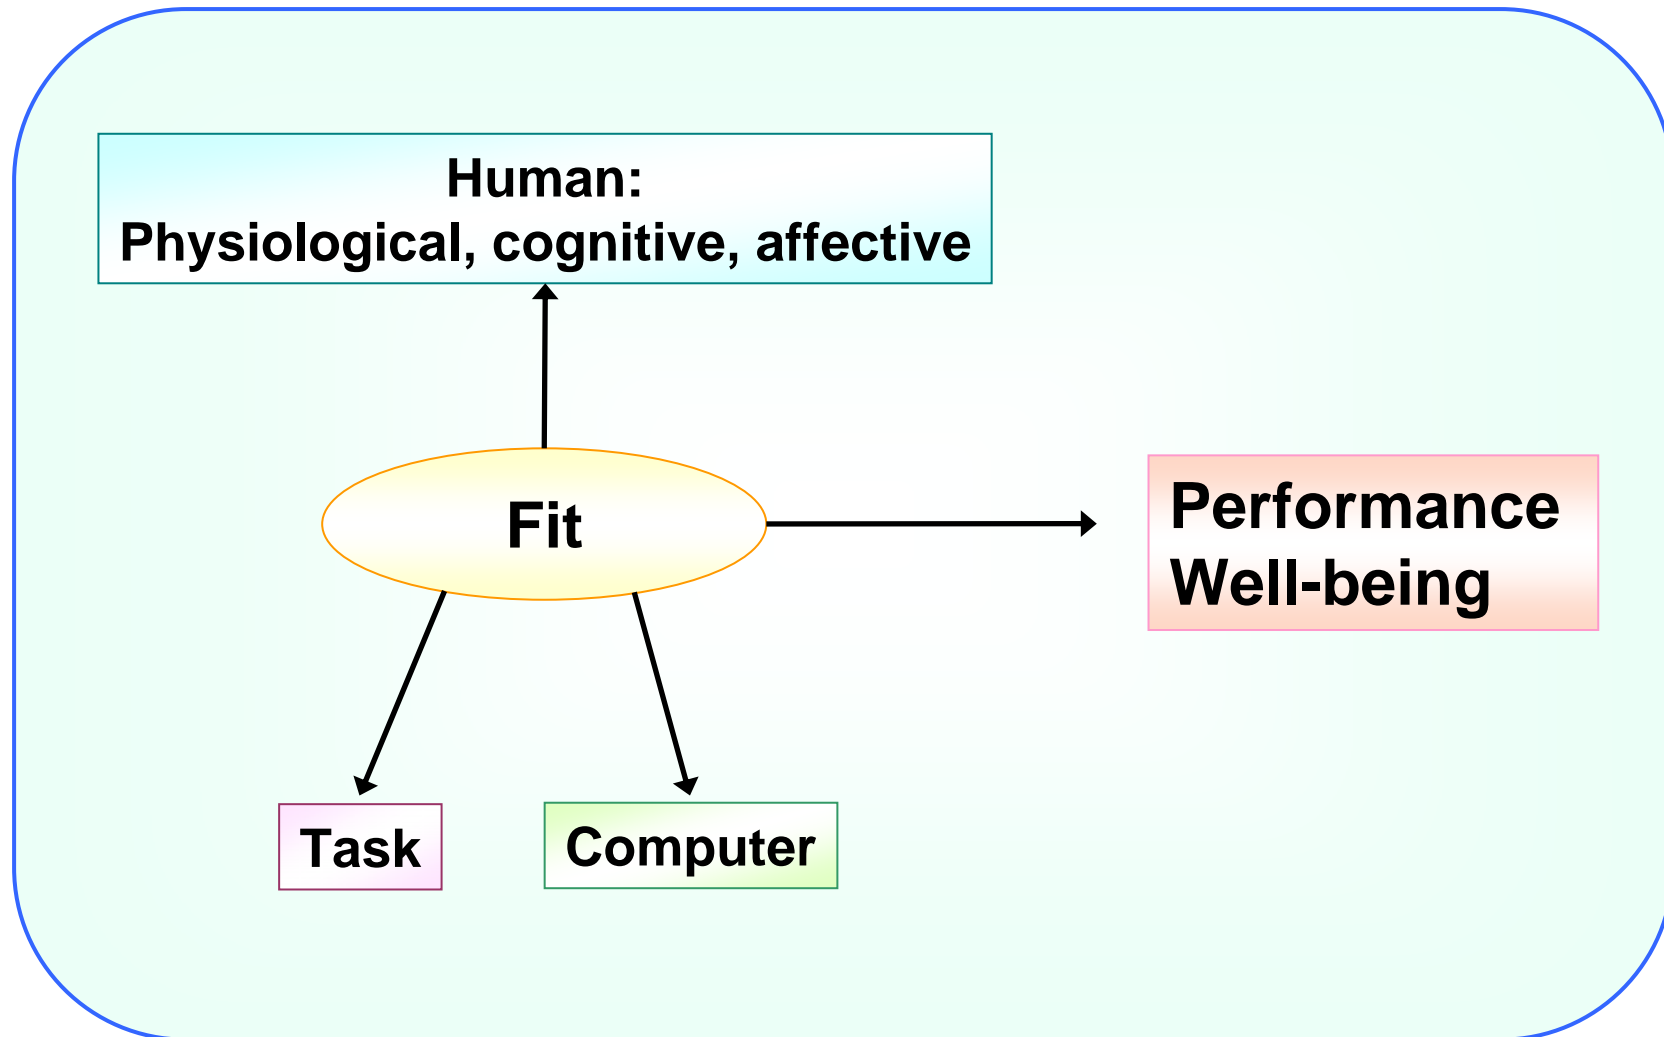 Human:
Physiological, cognitive, affective
Fit
Performance
Well-being
Task
Computer